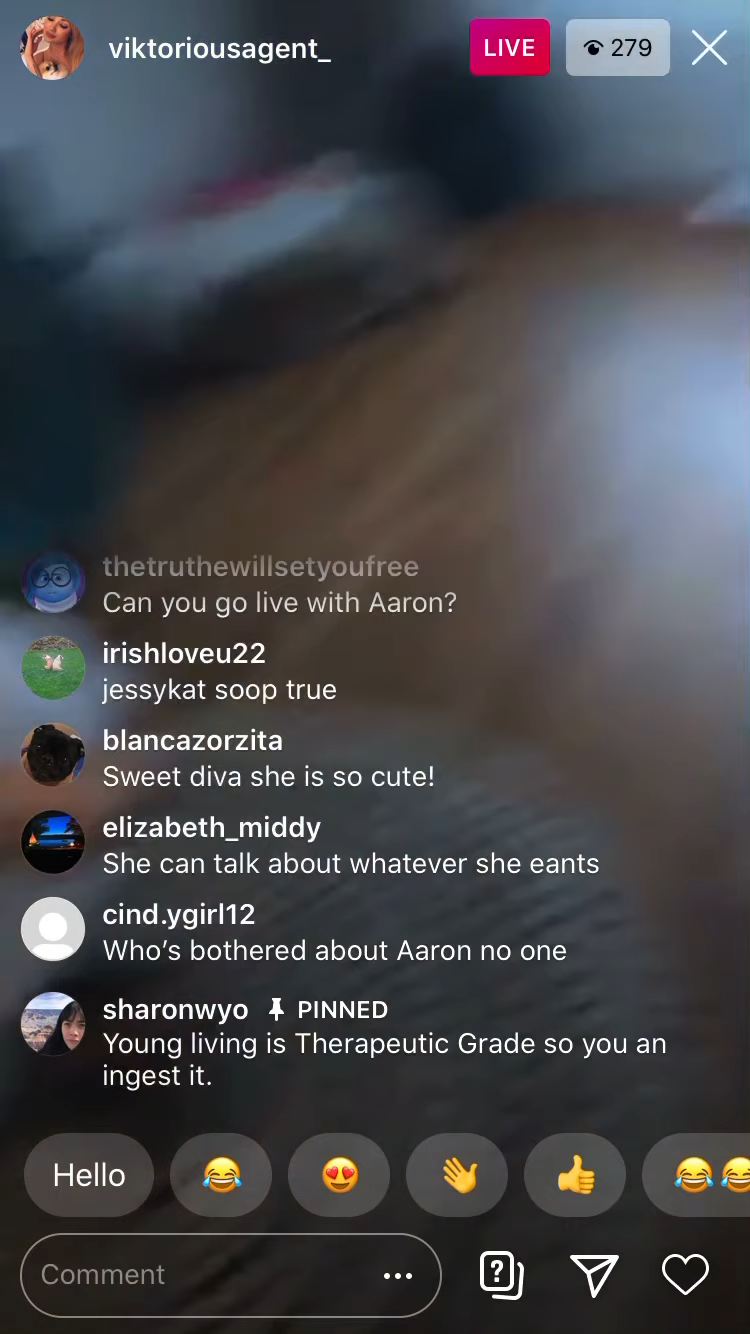 viktoriousagent_
LIVE
279
thetruthewillsetyoufree
Can you go live with Aaron?
irishloveu22
jessykat soop true
blancazorzita
Sweet diva she is so cute!
elizabeth_middy
She can talk about whatever she eants
cind.ygirl12
Who's bothered about Aaron no one
sharonwyo PINNED
Young living is Therapeutic Grade so you an
ingest it.
Hello
Comment